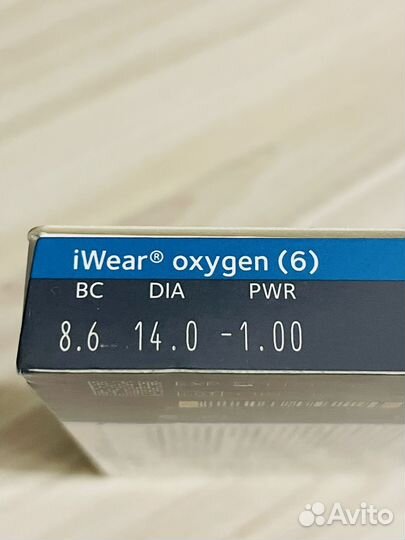 iWear® oxygen (6)
BC DIA PWR
8.6 14.0 -1.00
Avito